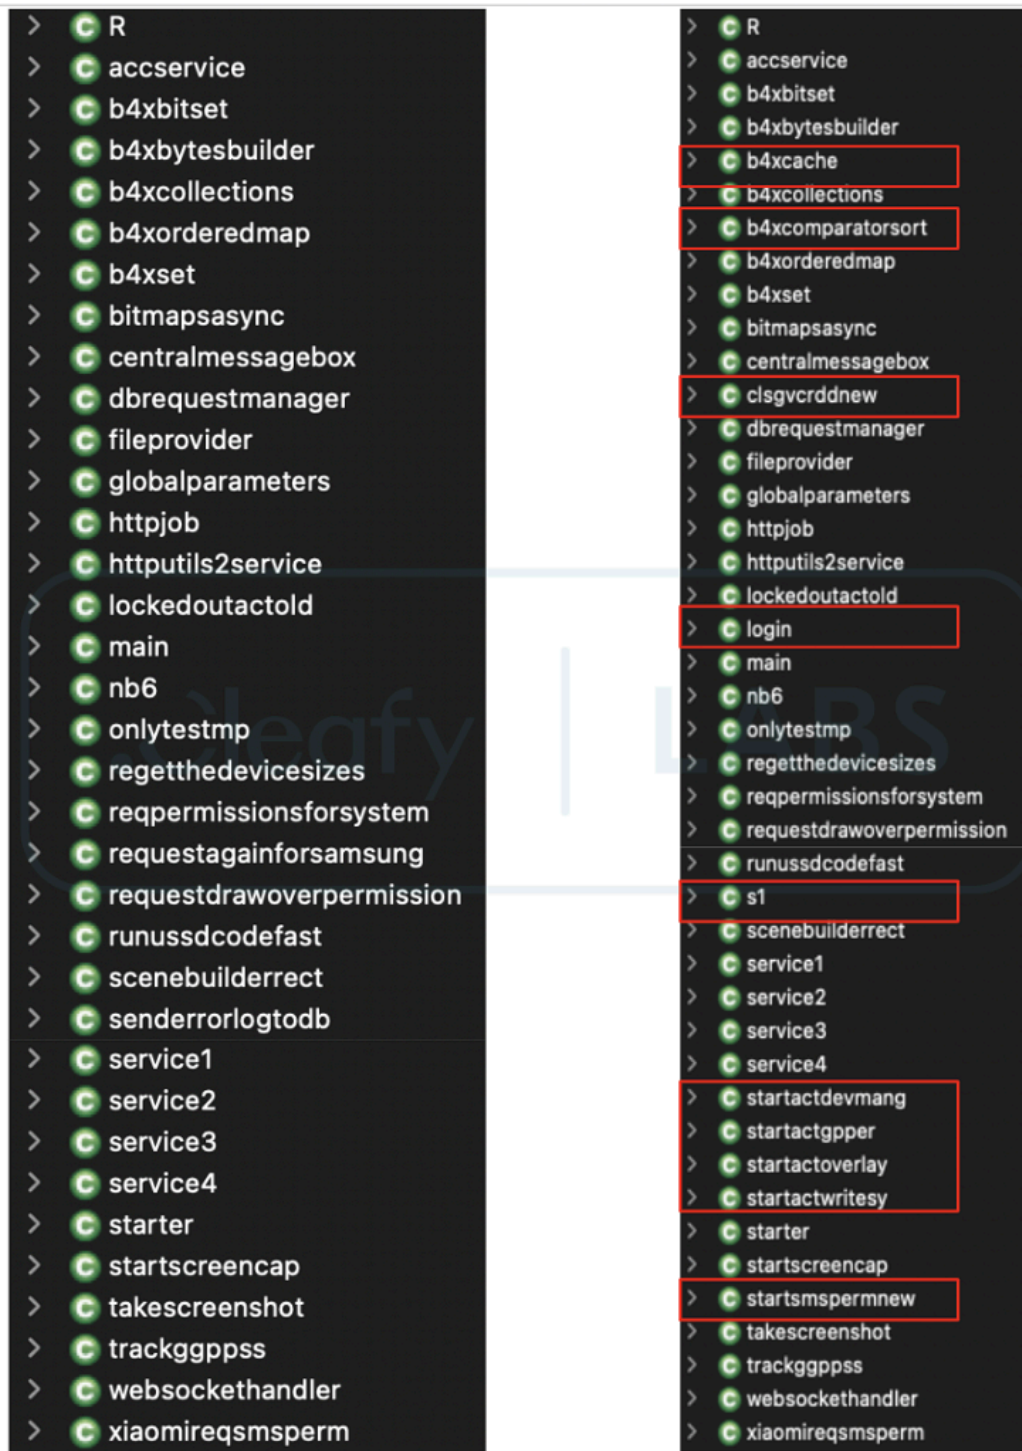 R
accservice
b4xbitset
b4xbytesbuilder
b4xcollections
b4xorderedmap
b4xset
bitmapsasync
centralmessagebox
dbrequestmanager
fileprovider
globalparameters
httpjob
httputils2service
lockedoutactold
main
nb6
onlytestmp
regetthedevicesizes
reqpermissionsforsystem
requestagainforsamsung
requestdrawoverpermission
runussdcodefast
scenebuilderrect
senderrorlogtodb
service1
service2
service3
service4
starter
startscreencap
takescreenshot
trackggppss
websockethandler
xiaomireqsmsperm
R
accservice
b4xbitset
b4xbytesbuilder
b4xcache
b4xcollections
b4xcomparatorsort
b4xorderedmap
b4xset
bitmapsasync
centralmessagebox
clsgvcrddnew
dbrequestmanager
fileprovider
globalparameters
httpjob
httputils2service
lockedoutactold
login
main
nb6
onlytestmp
regetthedevicesizes
reqpermissionsforsystem
requestdrawoverpermission
runussdcodefast
s1
scenebuilderrect
service1
service2
service3
service4
startactdevmang
startactgpper
startactoverlay
startactwritesy
starter
startscreencap
startsmspermnew
takescreenshot
trackggppss
websockethandler
xiaomireqsmsperm
Cleafy | LABS